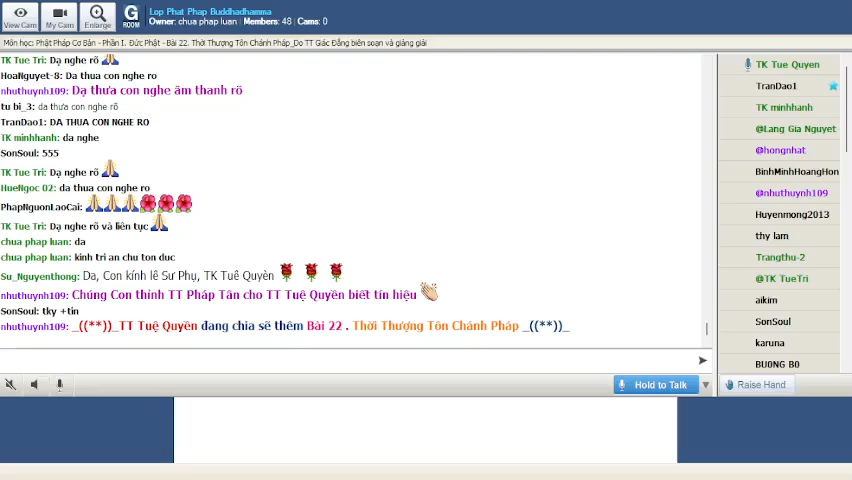 View Cam
My Cam
Enlarge
G
ROOM
Lop Phat Phap Buddhadhamma
Owner: chua phap luan | Members: 48 | Cams: 0
Môn học: Phật Pháp Cơ Bản - Phần I. Đức Phật - Bài 22. Thời Thượng Tôn Chánh Pháp_Do TT Giác Đẳng biên soạn và giảng giải
TK Tue Tri: Dạ nghe rõ
HoaNguyet-8: Da thua con nghe ro
nhuthuynh109: Dạ thưa con nghe âm thanh rõ
tu bi_3: da thưa con nghe rõ
TranDao1: DA THUA CON NGHE RO
TK minhhanh: da nghe
SonSoul: 555
TK Tue Tri: Dạ nghe rõ
HueNgoc 02: da thua con nghe ro
PhapNguonLaoCai:
TK Tue Tri: Dạ nghe rõ và liên tục
chua phap luan: da
chua phap luan: kinh tri an chu ton duc
Su_Nguyenthong: Da, Con kính lê Sư Phụ, TK Tuê Quyèn
nhuthuynh109: Chúng Con thỉnh TT Pháp Tân cho TT Tuệ Quyền biết tín hiệu
SonSoul: tky +tin
nhuthuynh109: _((**))_TT Tuệ Quyền đang chia sẽ thêm Bài 22 . Thời Thượng Tôn Chánh Pháp _((**))_
Hold to Talk
TK Tue Quyen
TranDao1
TK minhhanh
@Lang Gia Nguyet
@hongnhat
BinhMinhHoangHon
@nhuthuynh109
Huyenmong2013
thy lam
Trangthu-2
@TK TueTri
aikim
SonSoul
karuna
BU0NG B0
Raise Hand